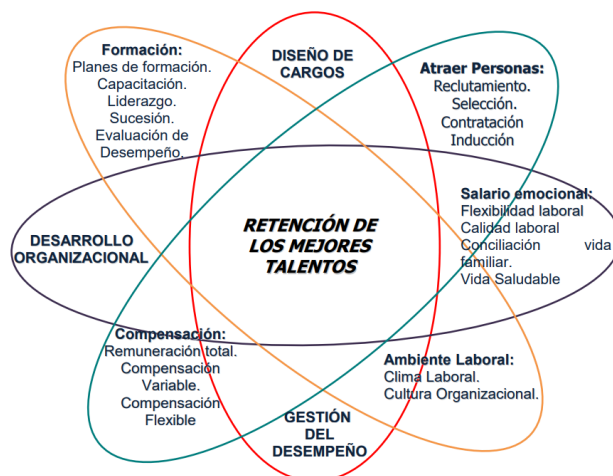 Formación:
Planes de formación.
Capacitación.
Liderazgo.
Sucesión.
Evaluación de
Desempeño.
DISEÑO DE
CARGOS
Atraer Personas:
Reclutamiento.
Selección.
Contratación
Inducción
DESARROLLO
ORGANIZACIONAL
RETENCIÓN DE
LOS MEJORES
TALENTOS
Salario emocional:
Flexibilidad laboral
Calidad laboral
Conciliación vida
familiar.
Vida Saludable
Compensación:
Remuneración total.
Compensación
Variable.
Compensación
Flexible
GESTIÓN
DEL
DESEMPEÑO
Ambiente Laboral:
Clima Laboral.
Cultura Organizacional.